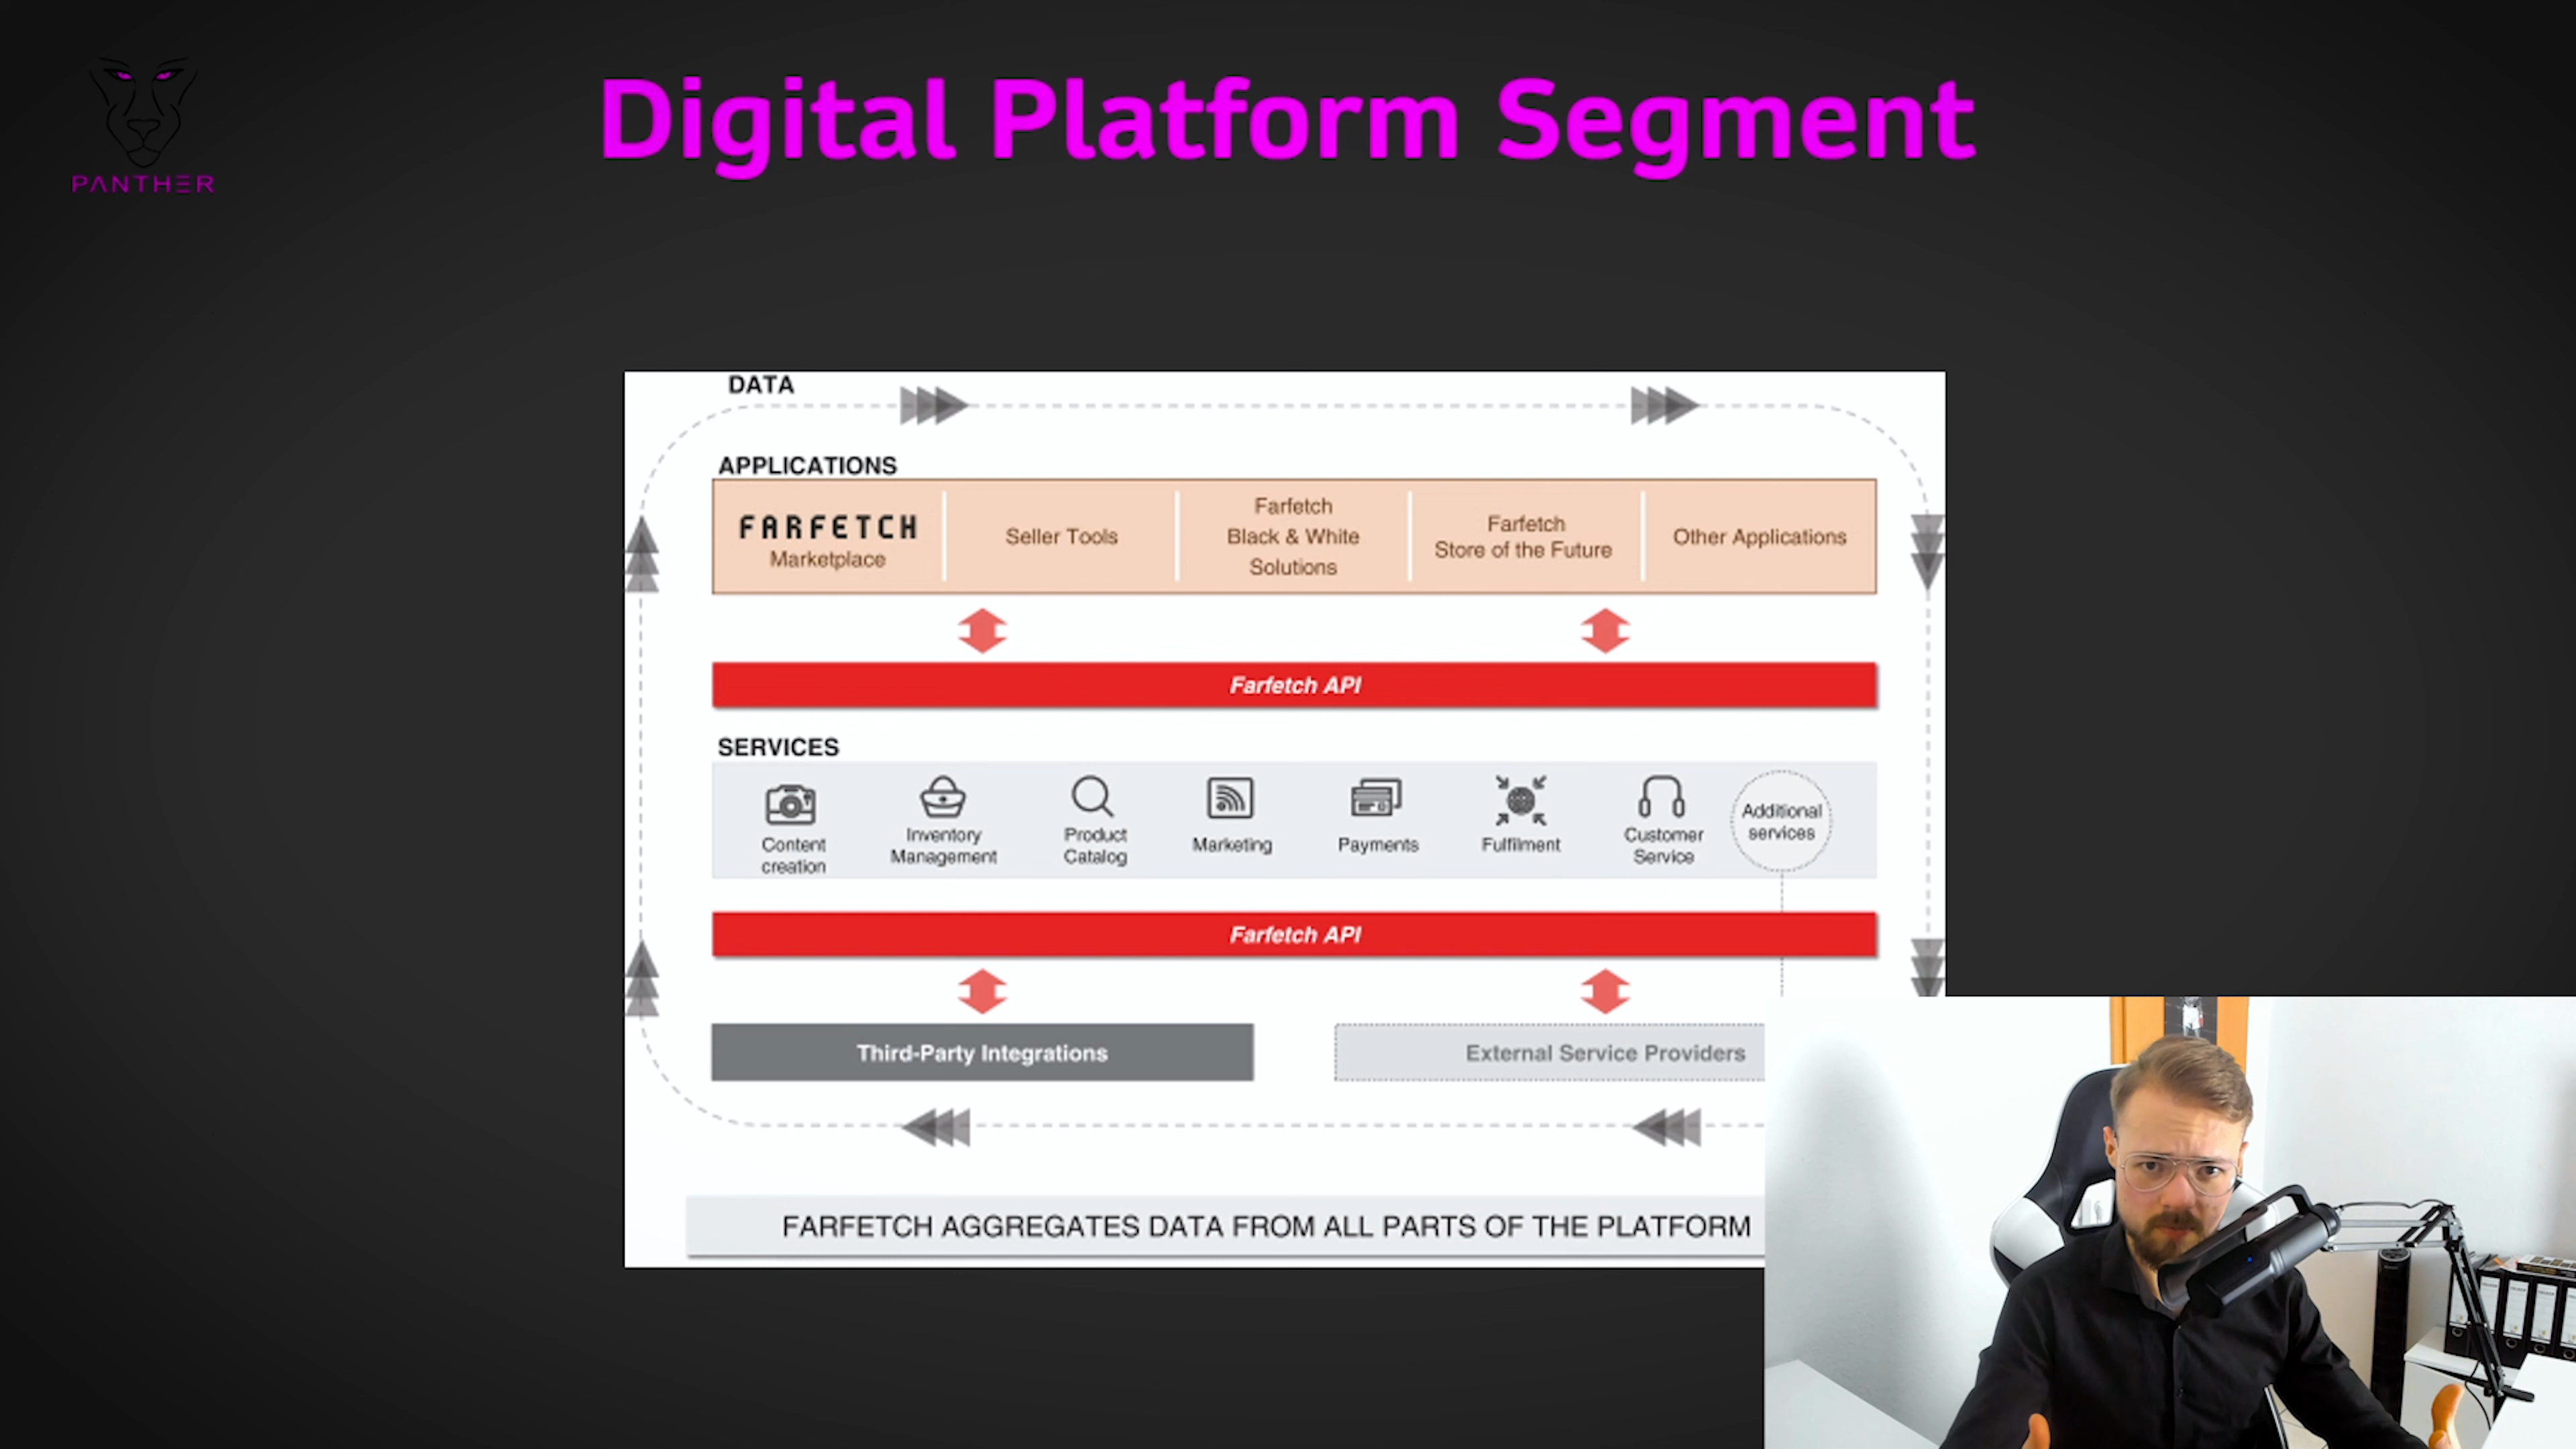 PANTHER
Digital Platform Segment
DATA
APPLICATIONS
FARFETCH
Marketplace
Seller Tools
Farfetch
Black & White
Solutions
Farfetch
Store of the Future
Other Applications
Farfetch API
SERVICES
Content
creation
Inventory
Management
Product
Catalog
Marketing
Payments
Fulfilment
Customer
Service
Additional
services
Farfetch API
Third-Party Integrations
External Service Providers
FARFETCH AGGREGATES DATA FROM ALL PARTS OF THE PLATFORM